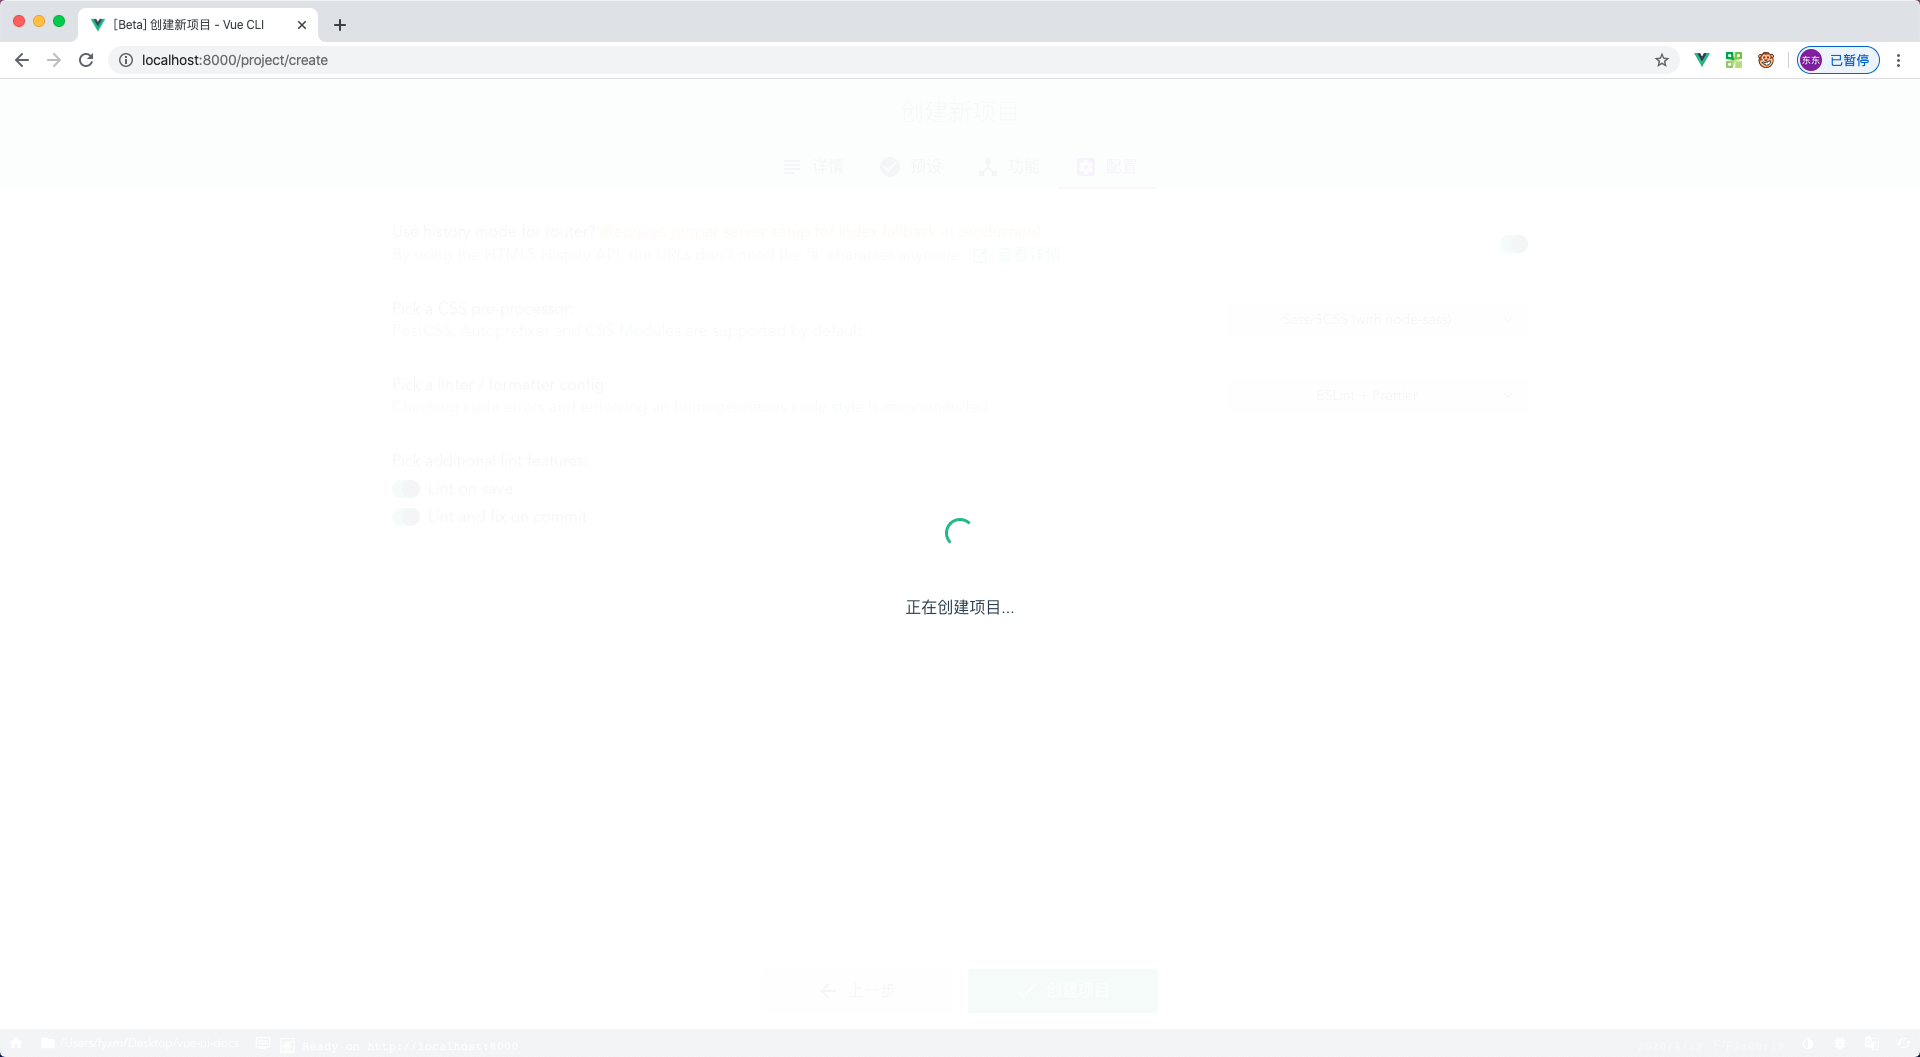 [Beta] 创建新项目 - Vue CLI
localhost:8000/project/create
东东 已暂停
创建新项目
详情 预设 功能 配置
Use history mode for router? (Requires proper server setup for index fallback in production)
By using the HTML5 History API, the URLs don't need the '#' character anymore. 查看详情
Pick a CSS pre-processor:
PostCSS, Autoprefixer and CSS Modules are supported by default.
Sass/SCSS (with node-sass)
Pick a linter / formatter config:
Checking code errors and enforcing an homogeoneous code style is recommended.
ESLint + Prettier
Pick additional lint features:
Lint on save
Lint and fix on commit
正在创建项目...
上一步 创建项目
Ready on http://localhost:8000